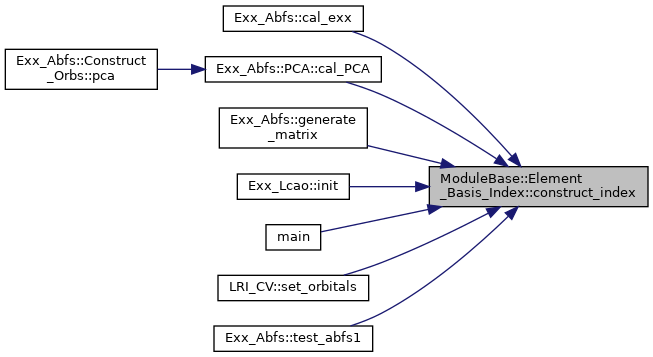 Exx_Abfs::cal_exx
Exx_Abfs::Construct
_Orbs::pca
Exx_Abfs::PCA::cal_PCA
Exx_Abfs::generate
_matrix
ModuleBase::Element
_Basis_Index::construct_index
Exx_Lcao::init
main
LRI_CV::set_orbitals
Exx_Abfs::test_abfs1